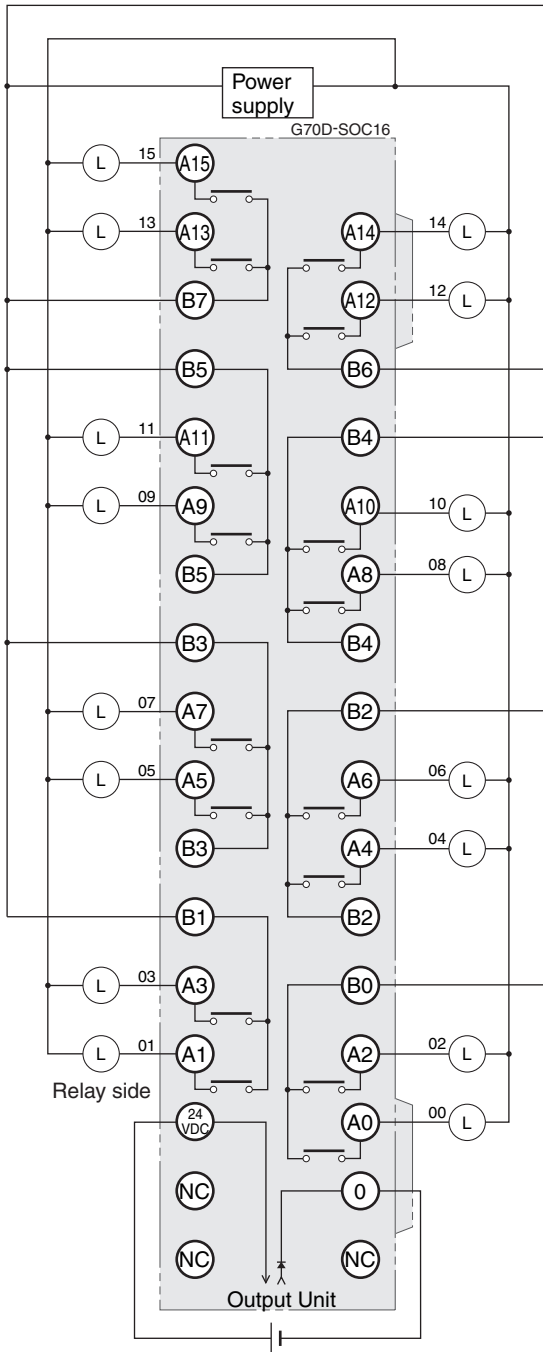 Power
supply
G70D-SOC16
L 15 A15
L 13 A13 A14 14 L
B7 A12 12 L
B5 B6
L 11 A11 B4
L 09 A9 A10 10 L
B5 A8 08 L
B3 B4
L 07 A7 B2
L 05 A5 A6 06 L
B3 A4 04 L
B1 B2
L 03 A3 B0
L 01 A1 A2 02 L
Relay side
24
VDC A0 00 L
NC 0
NC NC
Output Unit